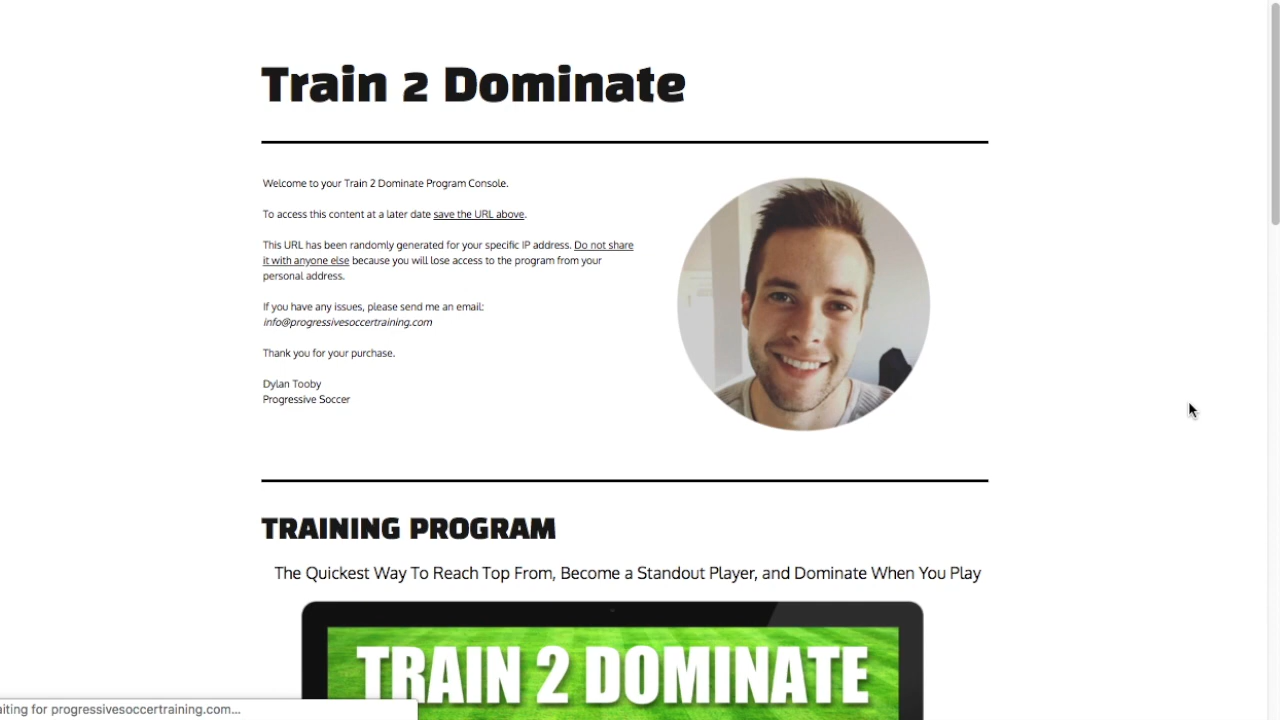 Train 2 Dominate
Welcome to your Train 2 Dominate Program Console.
To access this content at a later date save the URL above.
This URL has been randomly generated for your specific IP address. Do not share
it with anyone else because you will lose access to the program from your
personal address.
If you have any issues, please send me an email:
info@progressivesoccertraining.com
Thank you for your purchase.
Dylan Tooby
Progressive Soccer
TRAINING PROGRAM
The Quickest Way To Reach Top From, Become a Standout Player, and Dominate When You Play
TRAIN 2 DOMINATE
aiting for progressivesoccertraining.com...